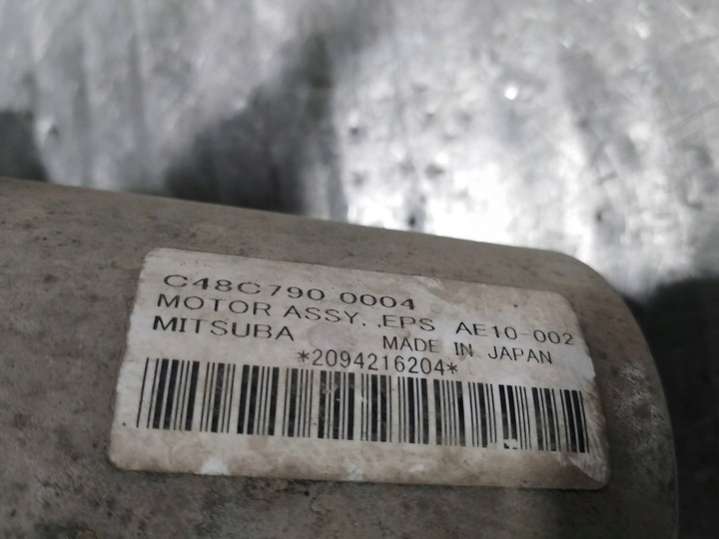 C48C790 0004
MOTOR ASSY, .EPS AE10-002
MITSUBA MADE IN JAPAN
*2094216204*